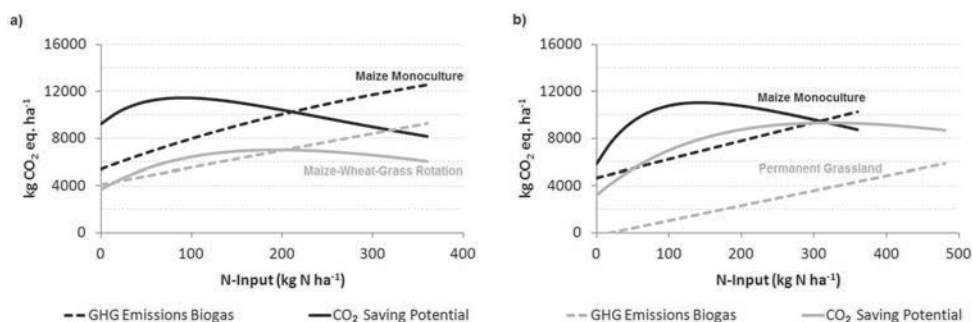 a)
16000
12000
8000
4000
0
kg CO₂ eq. ha⁻¹
Maize Monoculture
Maize-Wheat-Grass Rotation
0 100 200 300 400
N-Input (kg N ha⁻¹)
GHG Emissions Biogas CO₂ Saving Potential
b)
16000
12000
8000
4000
0
kg CO₂ eq. ha⁻¹
Maize Monoculture
Permanent Grassland
0 100 200 300 400 500
N-Input (kg N ha⁻¹)
GHG Emissions Biogas CO₂ Saving Potential